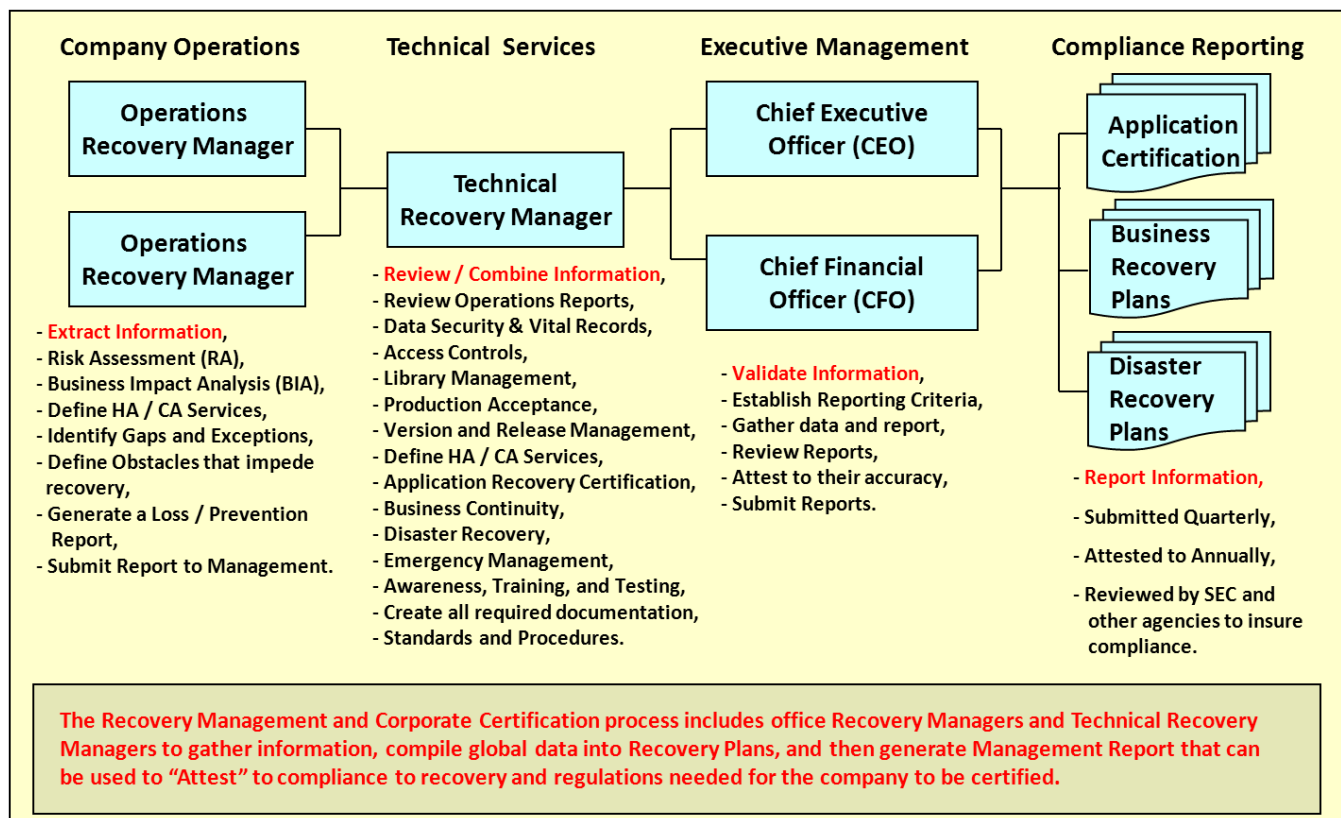 Company Operations
Technical Services
Executive Management
Compliance Reporting
Operations
Recovery Manager
Operations
Recovery Manager
- Extract Information,
- Risk Assessment (RA),
- Business Impact Analysis (BIA),
- Define HA / CA Services,
- Identify Gaps and Exceptions,
- Define Obstacles that impede
recovery,
- Generate a Loss / Prevention
Report,
- Submit Report to Management.
Technical
Recovery Manager
- Review / Combine Information,
- Review Operations Reports,
- Data Security & Vital Records,
- Access Controls,
- Library Management,
- Production Acceptance,
- Version and Release Management,
- Define HA / CA Services,
- Application Recovery Certification,
- Business Continuity,
- Disaster Recovery,
- Emergency Management,
- Awareness, Training, and Testing,
- Create all required documentation,
- Standards and Procedures.
Chief Executive
Officer (CEO)
Chief Financial
Officer (CFO)
- Validate Information,
- Establish Reporting Criteria,
- Gather data and report,
- Review Reports,
- Attest to their accuracy,
- Submit Reports.
Application
Certification
Business
Recovery
Plans
Disaster
Recovery
Plans
- Report Information,
- Submitted Quarterly,
- Attested to Annually,
- Reviewed by SEC and
other agencies to insure
compliance.
The Recovery Management and Corporate Certification process includes office Recovery Managers and Technical Recovery
Managers to gather information, compile global data into Recovery Plans, and then generate Management Report that can
be used to “Attest” to compliance to recovery and regulations needed for the company to be certified.